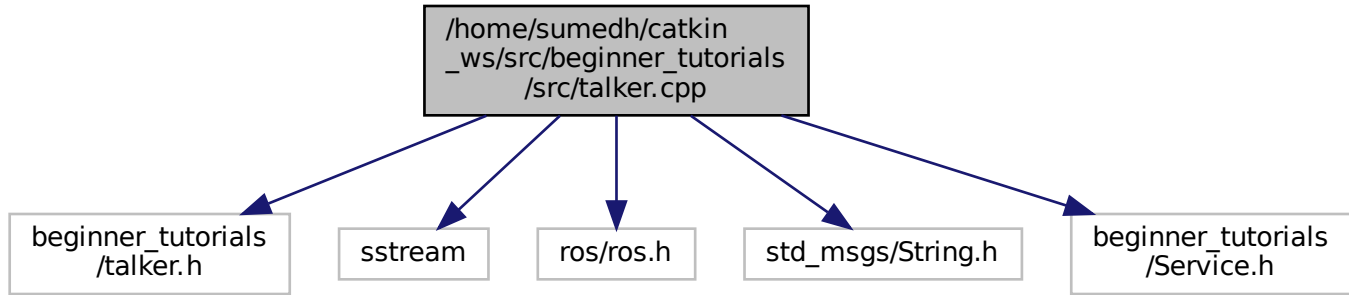 /home/sumedh/catkin
_ws/src/beginner_tutorials
/src/talker.cpp
beginner_tutorials
/talker.h
sstream
ros/ros.h
std_msgs/String.h
beginner_tutorials
/Service.h